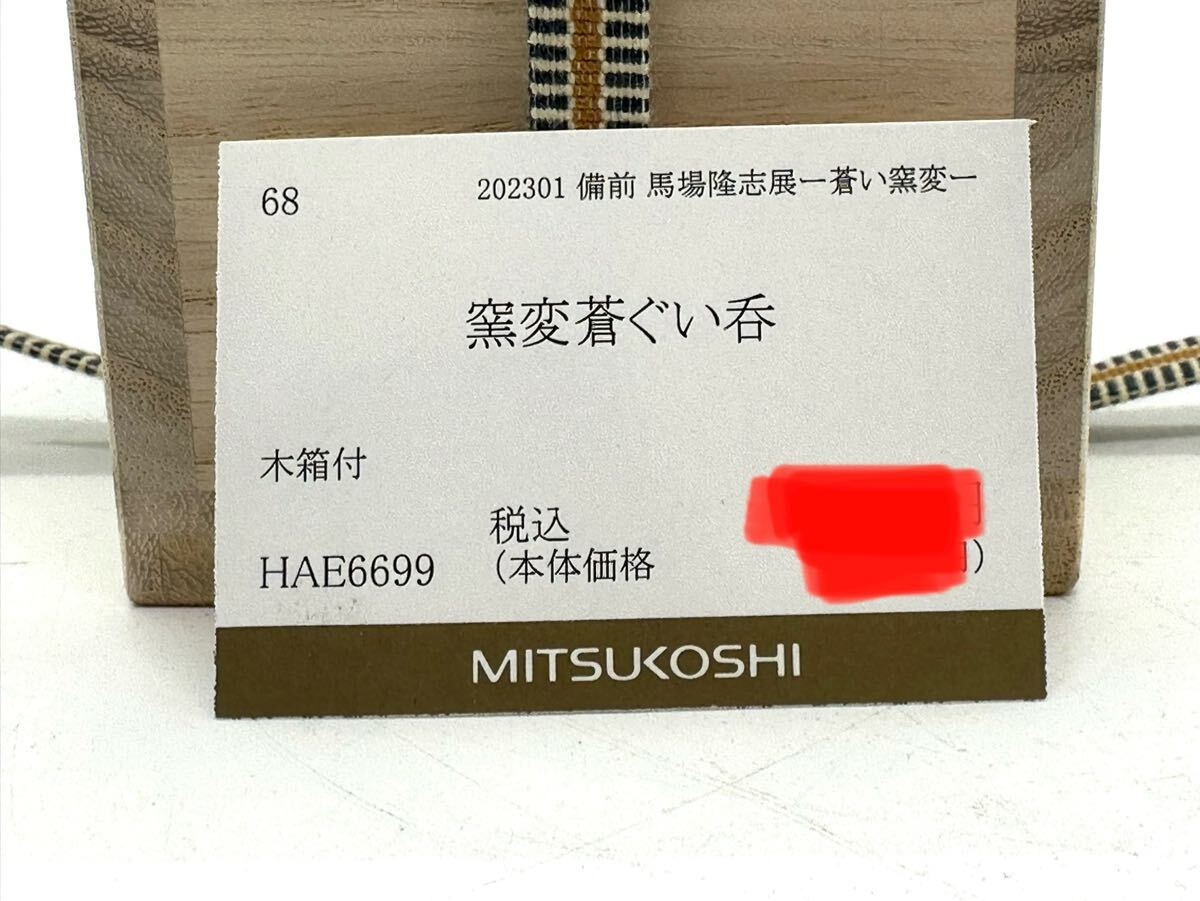 68
202301 備前 馬場隆志展ー蒼い窯変ー
窯変蒼ぐい呑
木箱付
税込
HAE6699 (本体価格 )
MITSUKOSHI